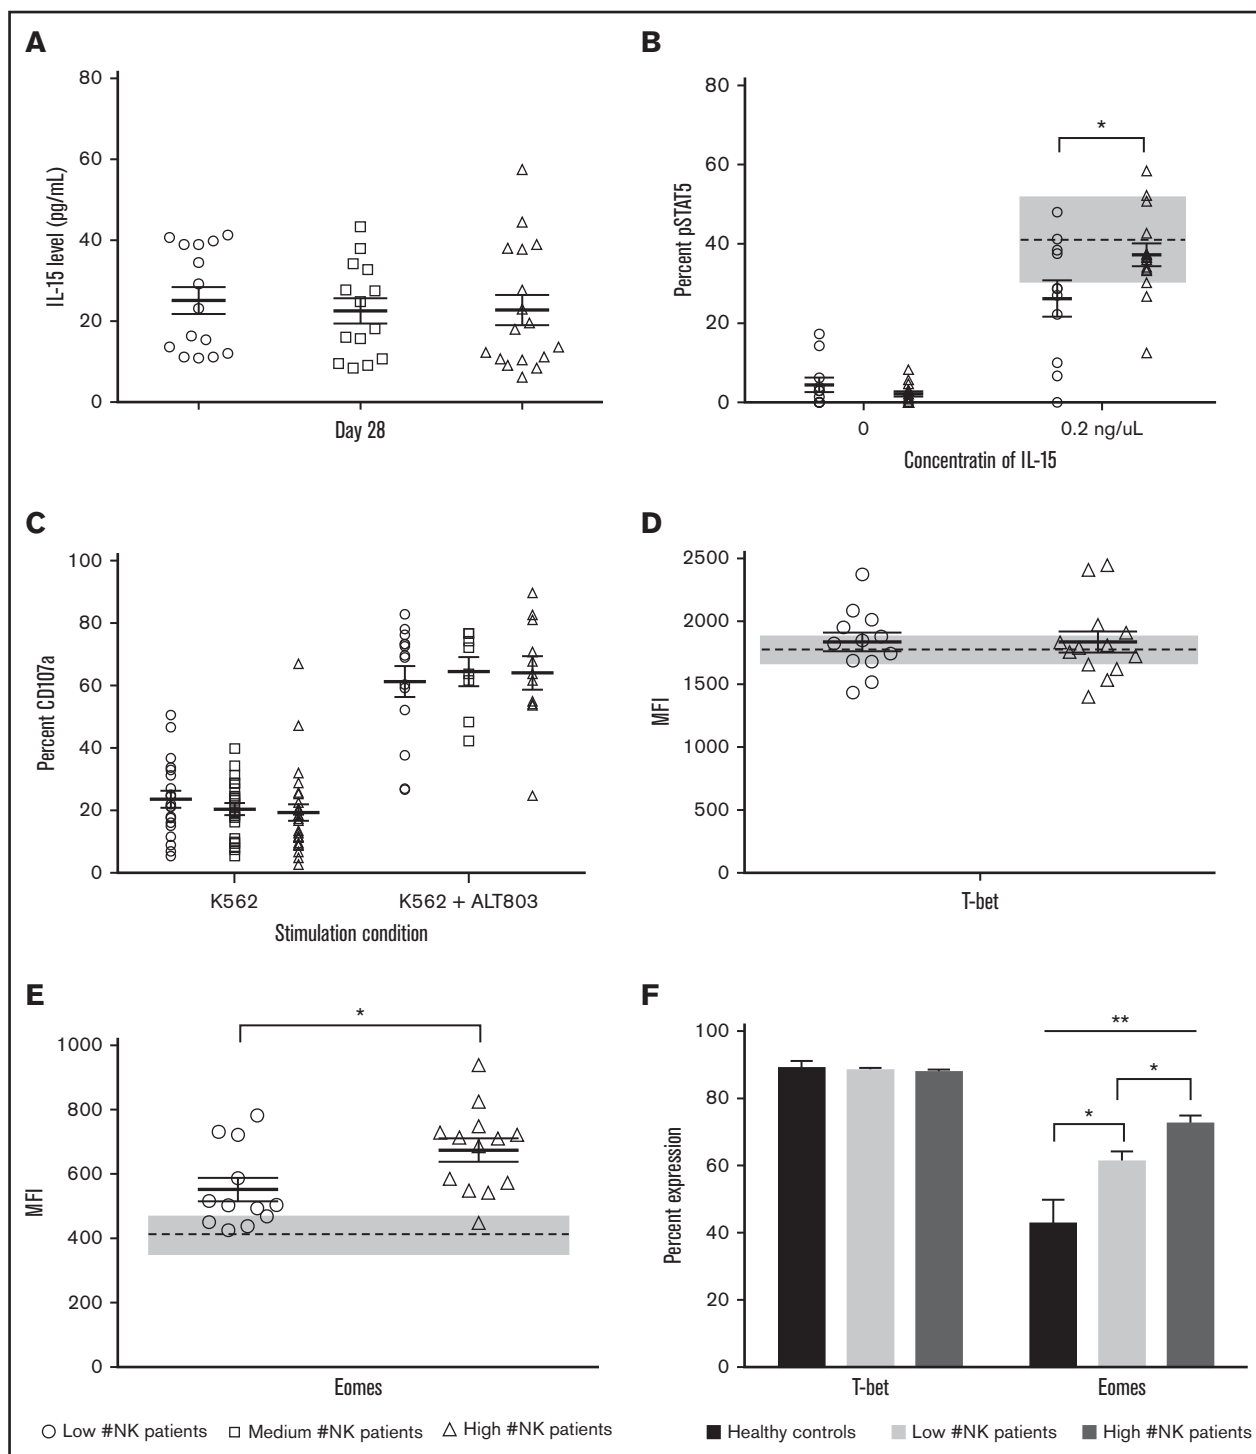 A
80
60
40
20
0
IL-15 level (pg/mL)
Day 28
B
80
60
40
20
0
Percent pSTAT5
*
0
0.2 ng/uL
Concentratin of IL-15
C
100
80
60
40
20
0
Percent CD107a
K562
K562 + ALT803
Stimulation condition
D
2500
2000
1500
1000
500
0
MFI
T-bet
E
*
1000
800
600
400
200
0
MFI
Eomes
Low #NK patients
Medium #NK patients
High #NK patients
F
100
80
60
40
20
0
Percent expression
**
*
*
T-bet
Eomes
Healthy controls
Low #NK patients
High #NK patients